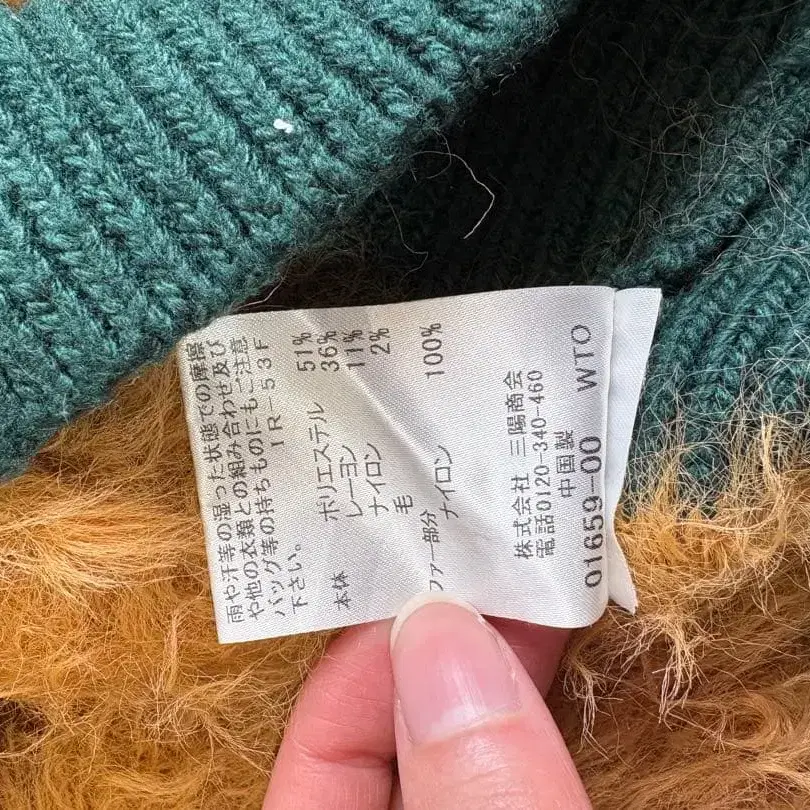 雨や汗等の湿った状態での摩擦
や他の衣類との組み合わせ及び
バッグ等の持ちものにもご注意
下さい。 IR-53F
本体 ポリエステル 51%
レーヨン 36%
ナイロン 11%
毛 2%
ファー部分
ナイロン 100%
株式会社 三陽商会
電話0120-340-460
中国製
01659-00 WTO